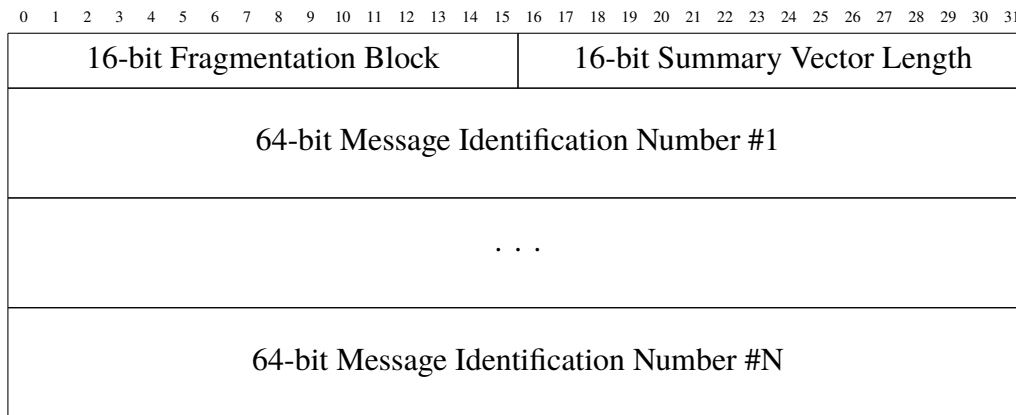 0 1 2 3 4 5 6 7 8 9 10 11 12 13 14 15 16 17 18 19 20 21 22 23 24 25 26 27 28 29 30 31
16-bit Fragmentation Block 16-bit Summary Vector Length
64-bit Message Identification Number #1
. . .
64-bit Message Identification Number #N